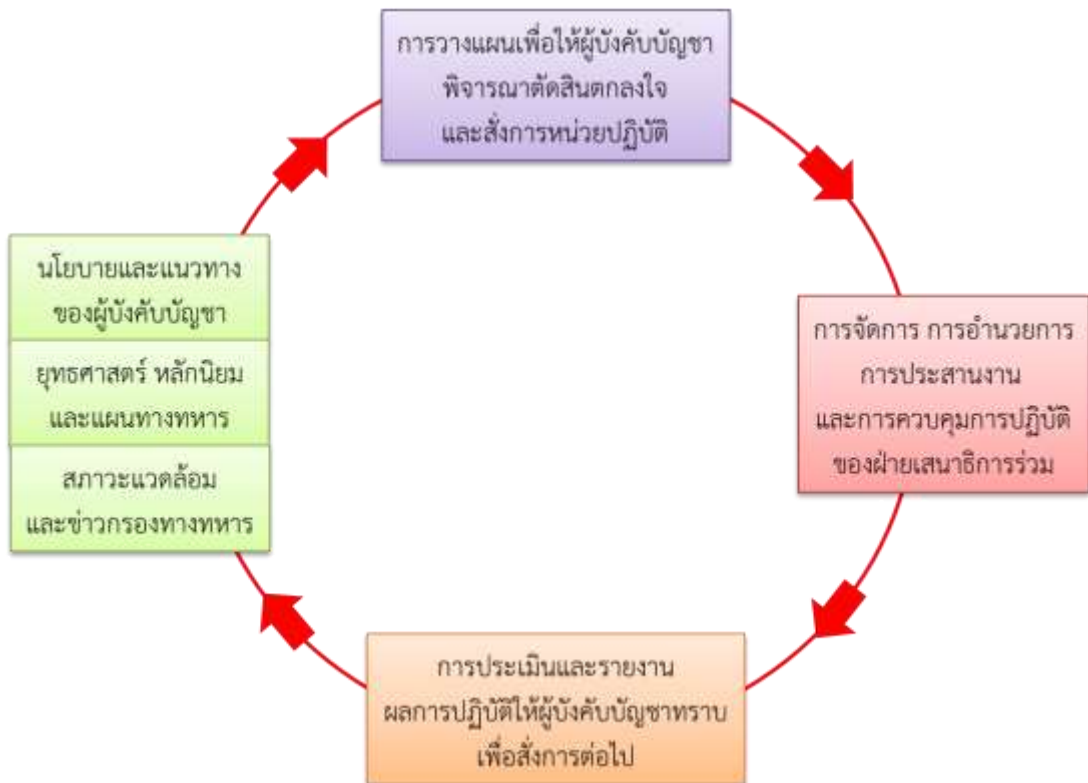 การวางแผนเพื่อให้ผู้บังคับบัญชา
พิจารณาตัดสินตกลงใจ
และสั่งการหน่วยปฏิบัติ
นโยบายและแนวทาง
ของผู้บังคับบัญชา
ยุทธศาสตร์ หลักนิยม
และแผนทางทหาร
สภาวะแวดล้อม
และข่าวกรองทางทหาร
การจัดการ การอำนวยการ
การประสานงาน
และการควบคุมการปฏิบัติ
ของฝ่ายเสนาธิการร่วม
การประเมินและรายงาน
ผลการปฏิบัติให้ผู้บังคับบัญชาทราบ
เพื่อสั่งการต่อไป